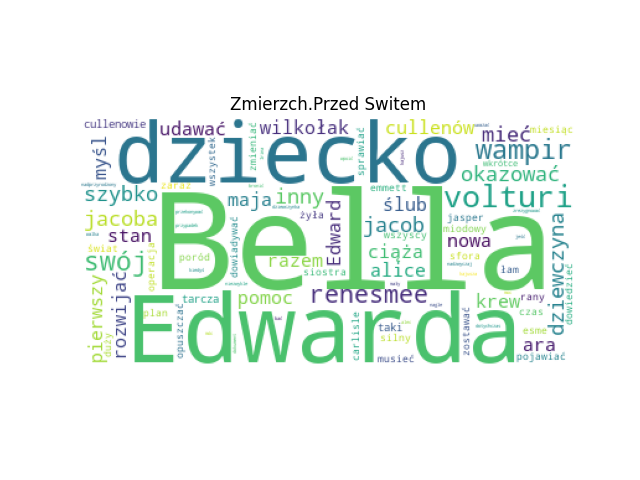 Zmierzch.Przed Switem
cullenowie
udawać
wilkołak
cullenów
mieć
miesiąc
myśl
dziecko
wszystek
zmieniać
sprawiać
wampir
wkrótce
okazować
szybko
zaraz
maja
inny
emmett
ślub
volturi
jacoba
Bella
żyła
Edward
jacob
wszyscy
jasper
miodowy
nowa
dziewczyna
stan
świat
operacja
poród
dowiadywać
razem
siostra
ciąża
alice
sfora
łam
dowiedzieć
swój
pierwszy
duży
rozwijać
tarcza
pomoc
renesmee
krew
rany
czas
plan
opuszczać
Edwarda
carlisle
taki
silny
musieć
zostawać
esme
ara
pojawiać